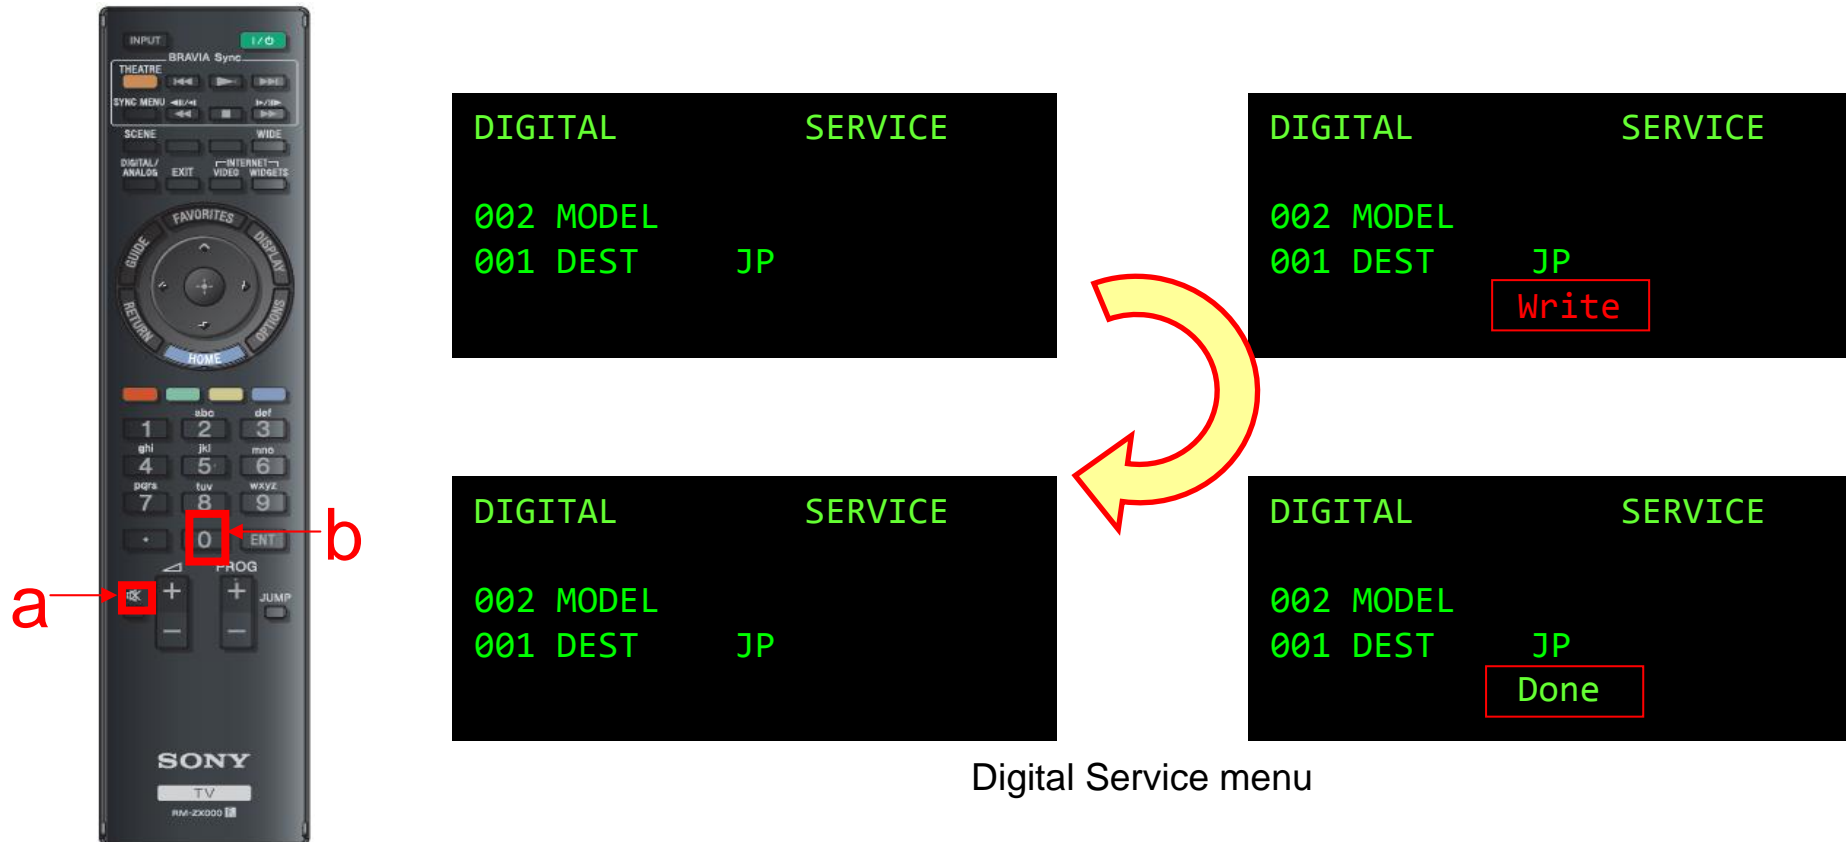 INPUT
BRAVIA Sync
THEATRE
SYNC MENU
SCENE WIDE
DIGITAL/ INTERNET
ANALOG EXIT VIDEO WIDGETS
FAVORITES
GUIDE
DISPLAY
RETURN
OPTIONS
HOME
abc def
1 2 3
ghi jkl mno
4 5 6
pqrs tuv wxyz
7 8 9
. 0 ENT
PROG
+ + JUMP
− −
SONY
TV
RM-ZX000
a
b
DIGITAL SERVICE
002 MODEL
001 DEST JP
DIGITAL SERVICE
002 MODEL
001 DEST JP
Write
DIGITAL SERVICE
002 MODEL
001 DEST JP
DIGITAL SERVICE
002 MODEL
001 DEST JP
Done
Digital Service menu